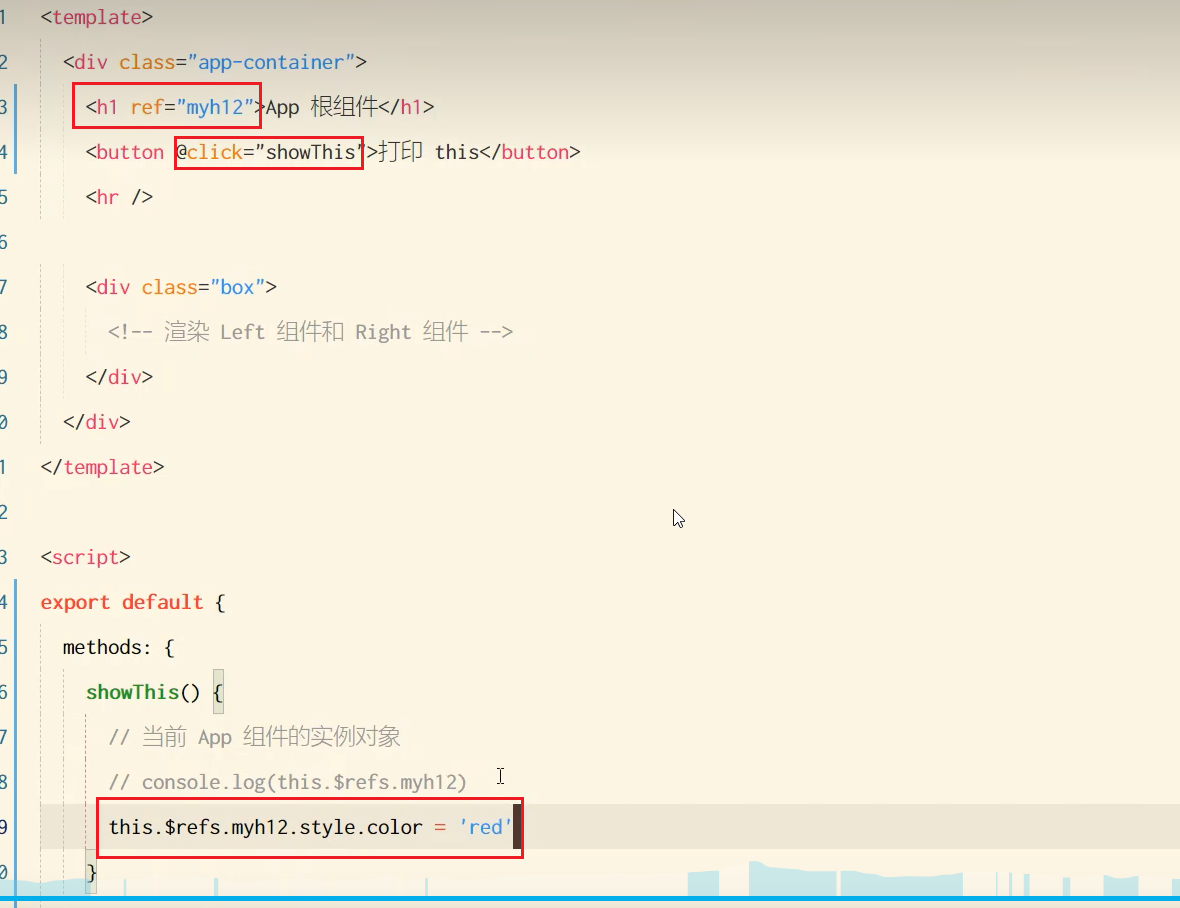 1 <template>
2 <div class="app-container">
3 <h1 ref="myh12">App 根组件</h1>
4 <button @click="showThis">打印 this</button>
5 <hr />
6
7 <div class="box">
8 <!-- 渲染 Left 组件和 Right 组件 -->
9 </div>
0 </div>
1 </template>
2
3 <script>
4 export default {
5 methods: {
6 showThis() {
7 // 当前 App 组件的实例对象
8 // console.log(this.$refs.myh12)
9 this.$refs.myh12.style.color = 'red'
0 }